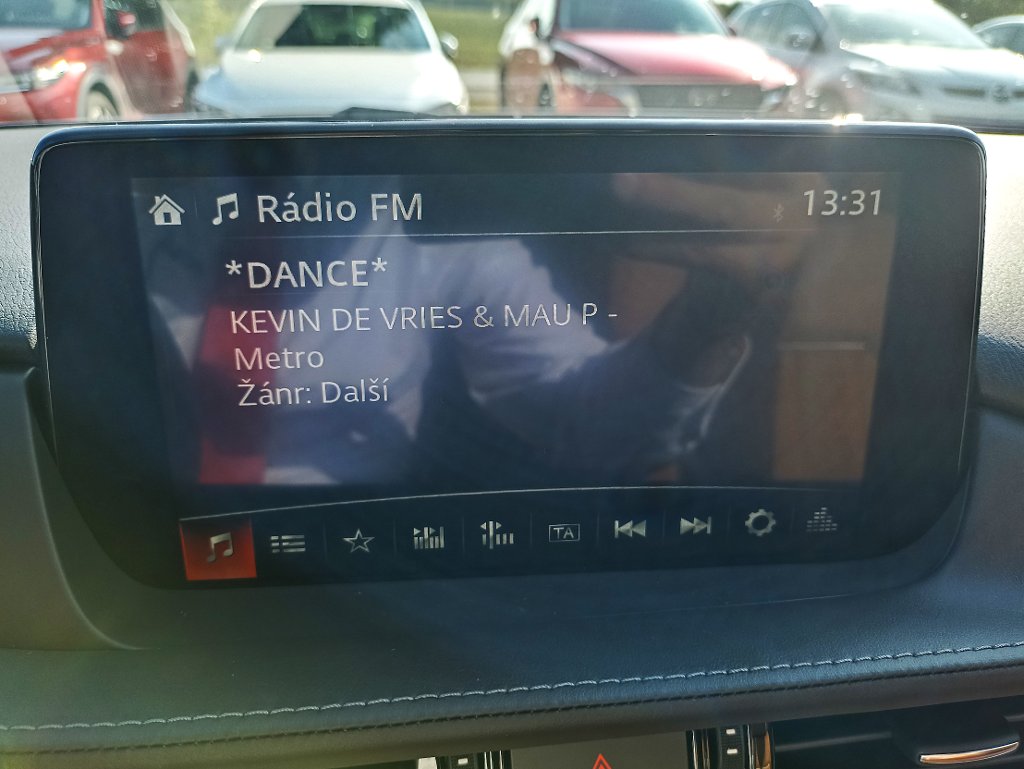 Rádio FM
13:31
*DANCE*
KEVIN DE VRIES & MAU P -
Metro
Žánr: Další
TA